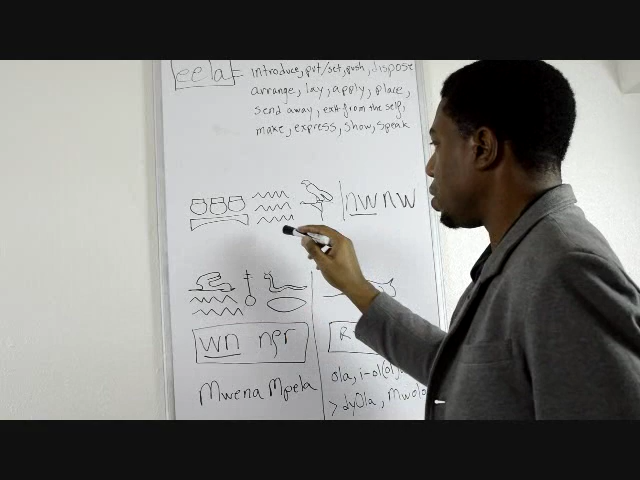 eela = introduce, put/set, push, dispose
arrange, lay, apply, place,
send away, exit from the self,
make, express, show, speak
nwnw
wn npr
Mwena Mpela
R
ola, i-ol(ol)
> dyOla, Mwolo